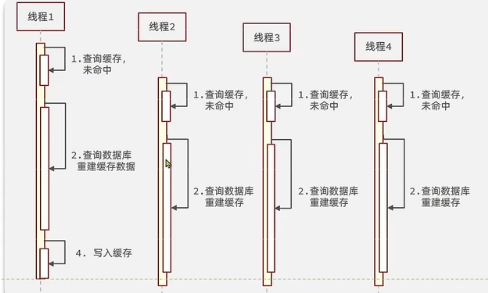 线程1
线程2
线程3
线程4
1.查询缓存，
未命中
1.查询缓存，
未命中
1.查询缓存，
未命中
1.查询缓存，
未命中
2.查询数据库
重建缓存数据
2.查询数据库
重建缓存
2.查询数据库
重建缓存
2.查询数据库
重建缓存
4. 写入缓存